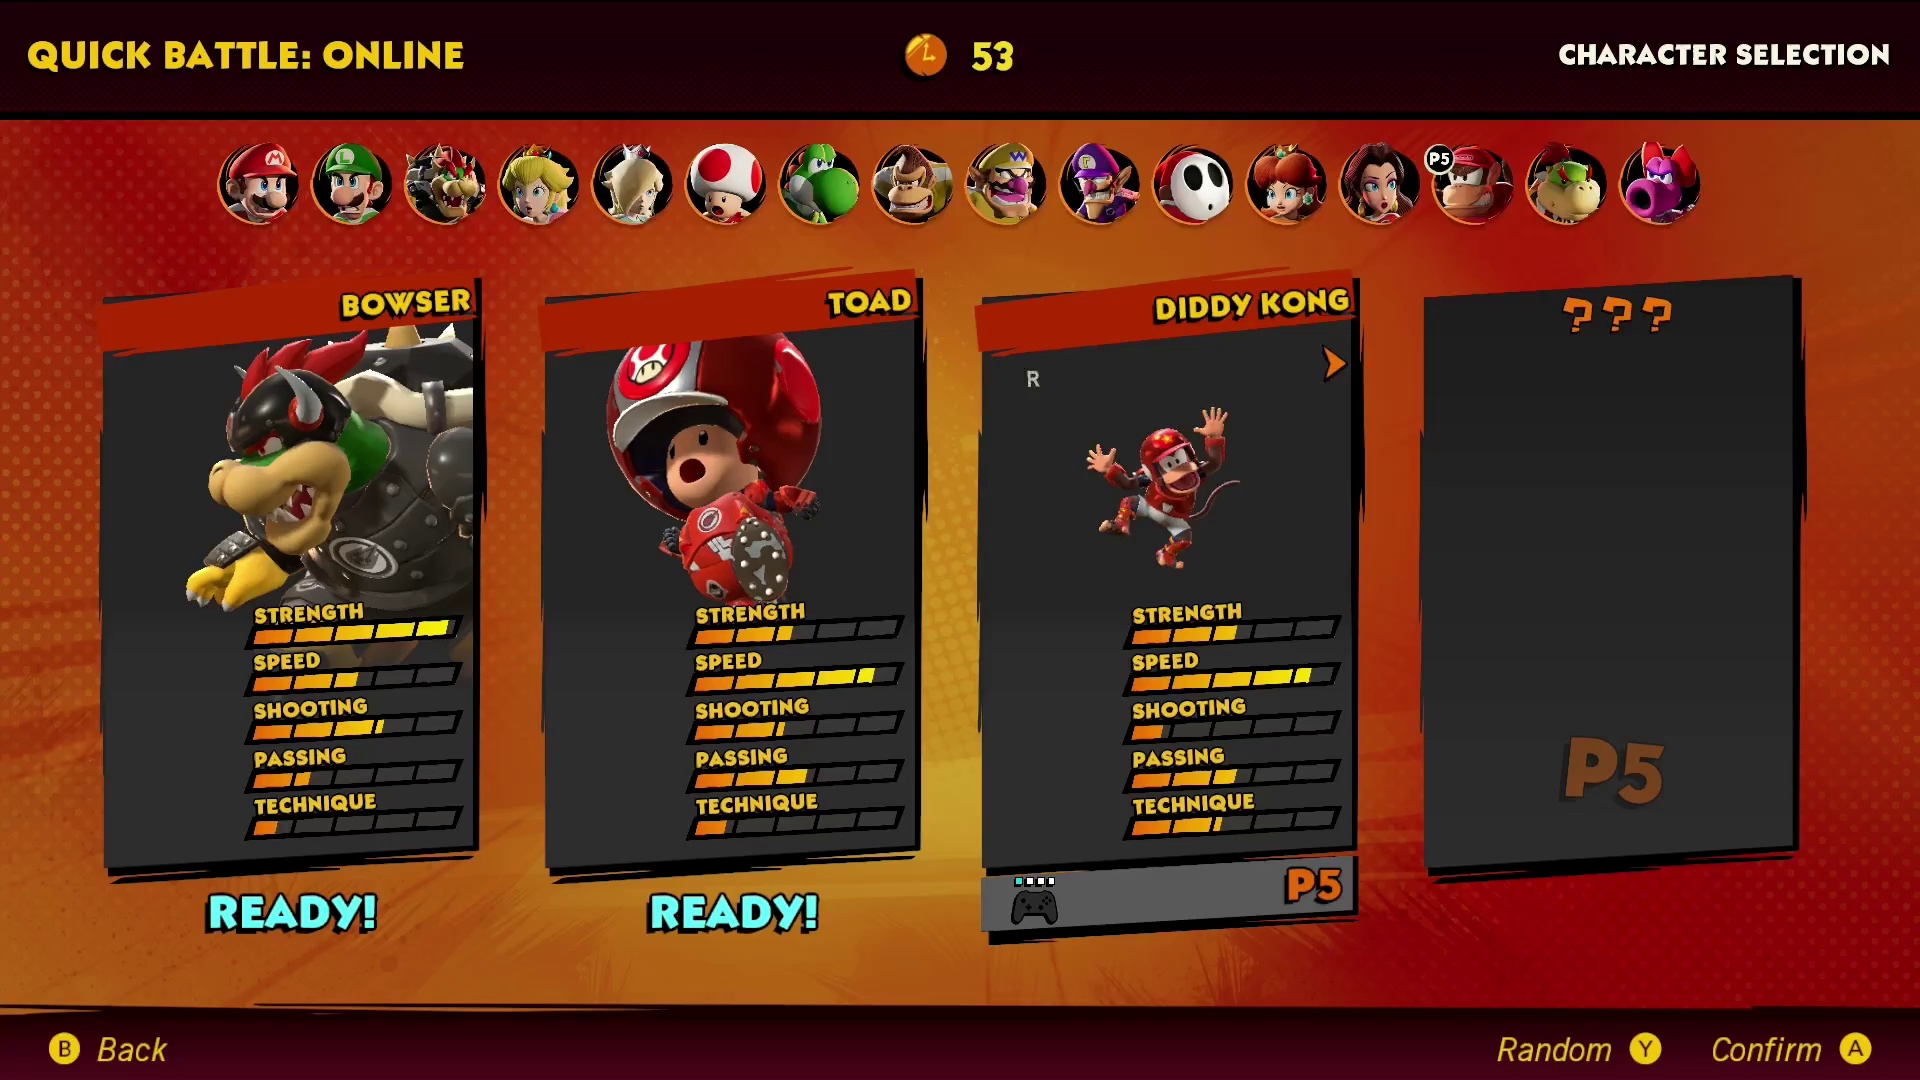 QUICK BATTLE: ONLINE
53
CHARACTER SELECTION
P5
BOWSER
STRENGTH
SPEED
SHOOTING
PASSING
TECHNIQUE
READY!
TOAD
STRENGTH
SPEED
SHOOTING
PASSING
TECHNIQUE
READY!
DIDDY KONG
R
STRENGTH
SPEED
SHOOTING
PASSING
TECHNIQUE
P5
???
P5
B Back
Random Y
Confirm A